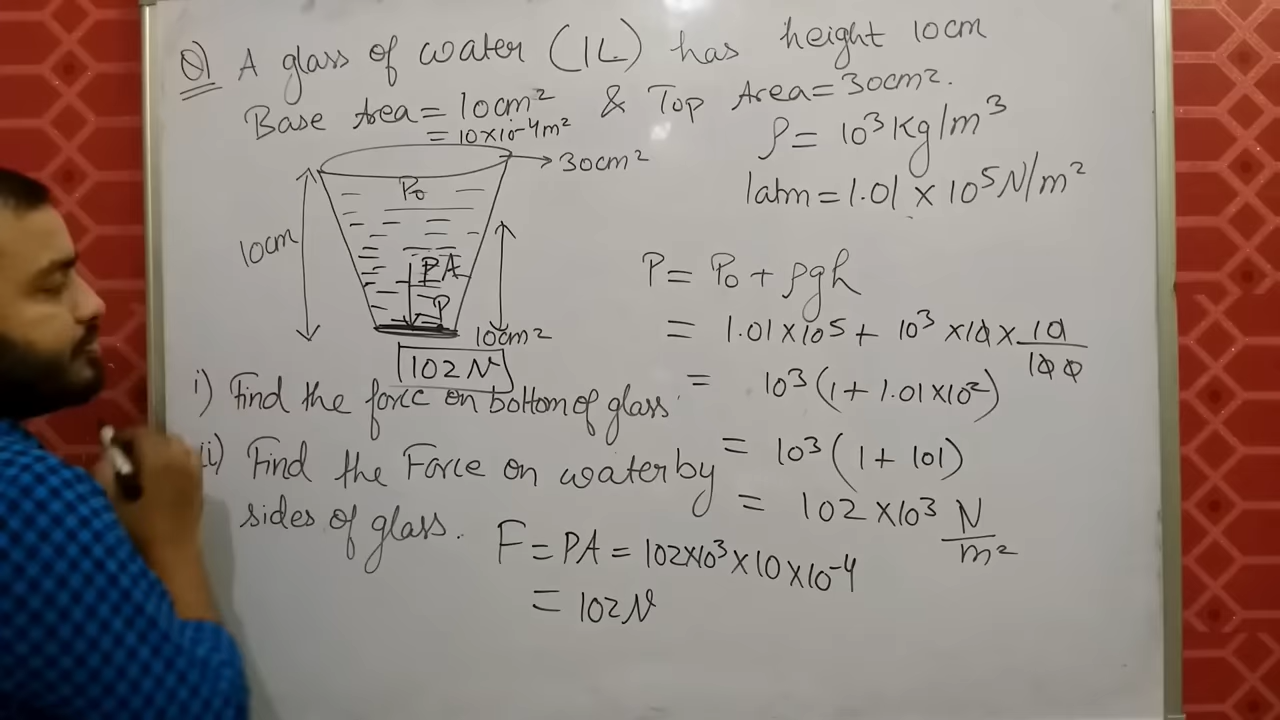 Q1) A glass of water (1L) has height 10cm
Base Area = 10cm² & Top Area = 30cm².
= 10×10⁻⁴m²
ρ = 10³ Kg/m³
1atm = 1.01 × 10⁵ N/m²
30cm²
P₀
10cm
PA
P
10cm²
102 N
P = P₀ + ρgh
= 1.01×10⁵ + 10³ ×10 × 10/100
= 10³ (1 + 1.01×10²)
= 10³ (1 + 101)
= 102 ×10³ N/m²
i) Find the force on bottom of glass.
ii) Find the Force on water by
sides of glass.
F = PA = 102×10³ ×10 ×10⁻⁴
= 102N